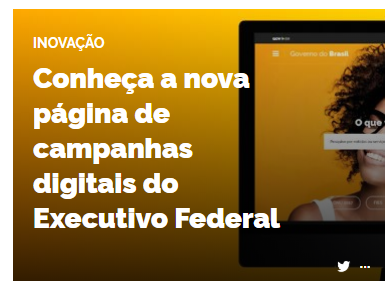 INOVAÇÃO
Conheça a nova
página de
campanhas
digitais do
Executivo Federal
Governo do Brasil
O que